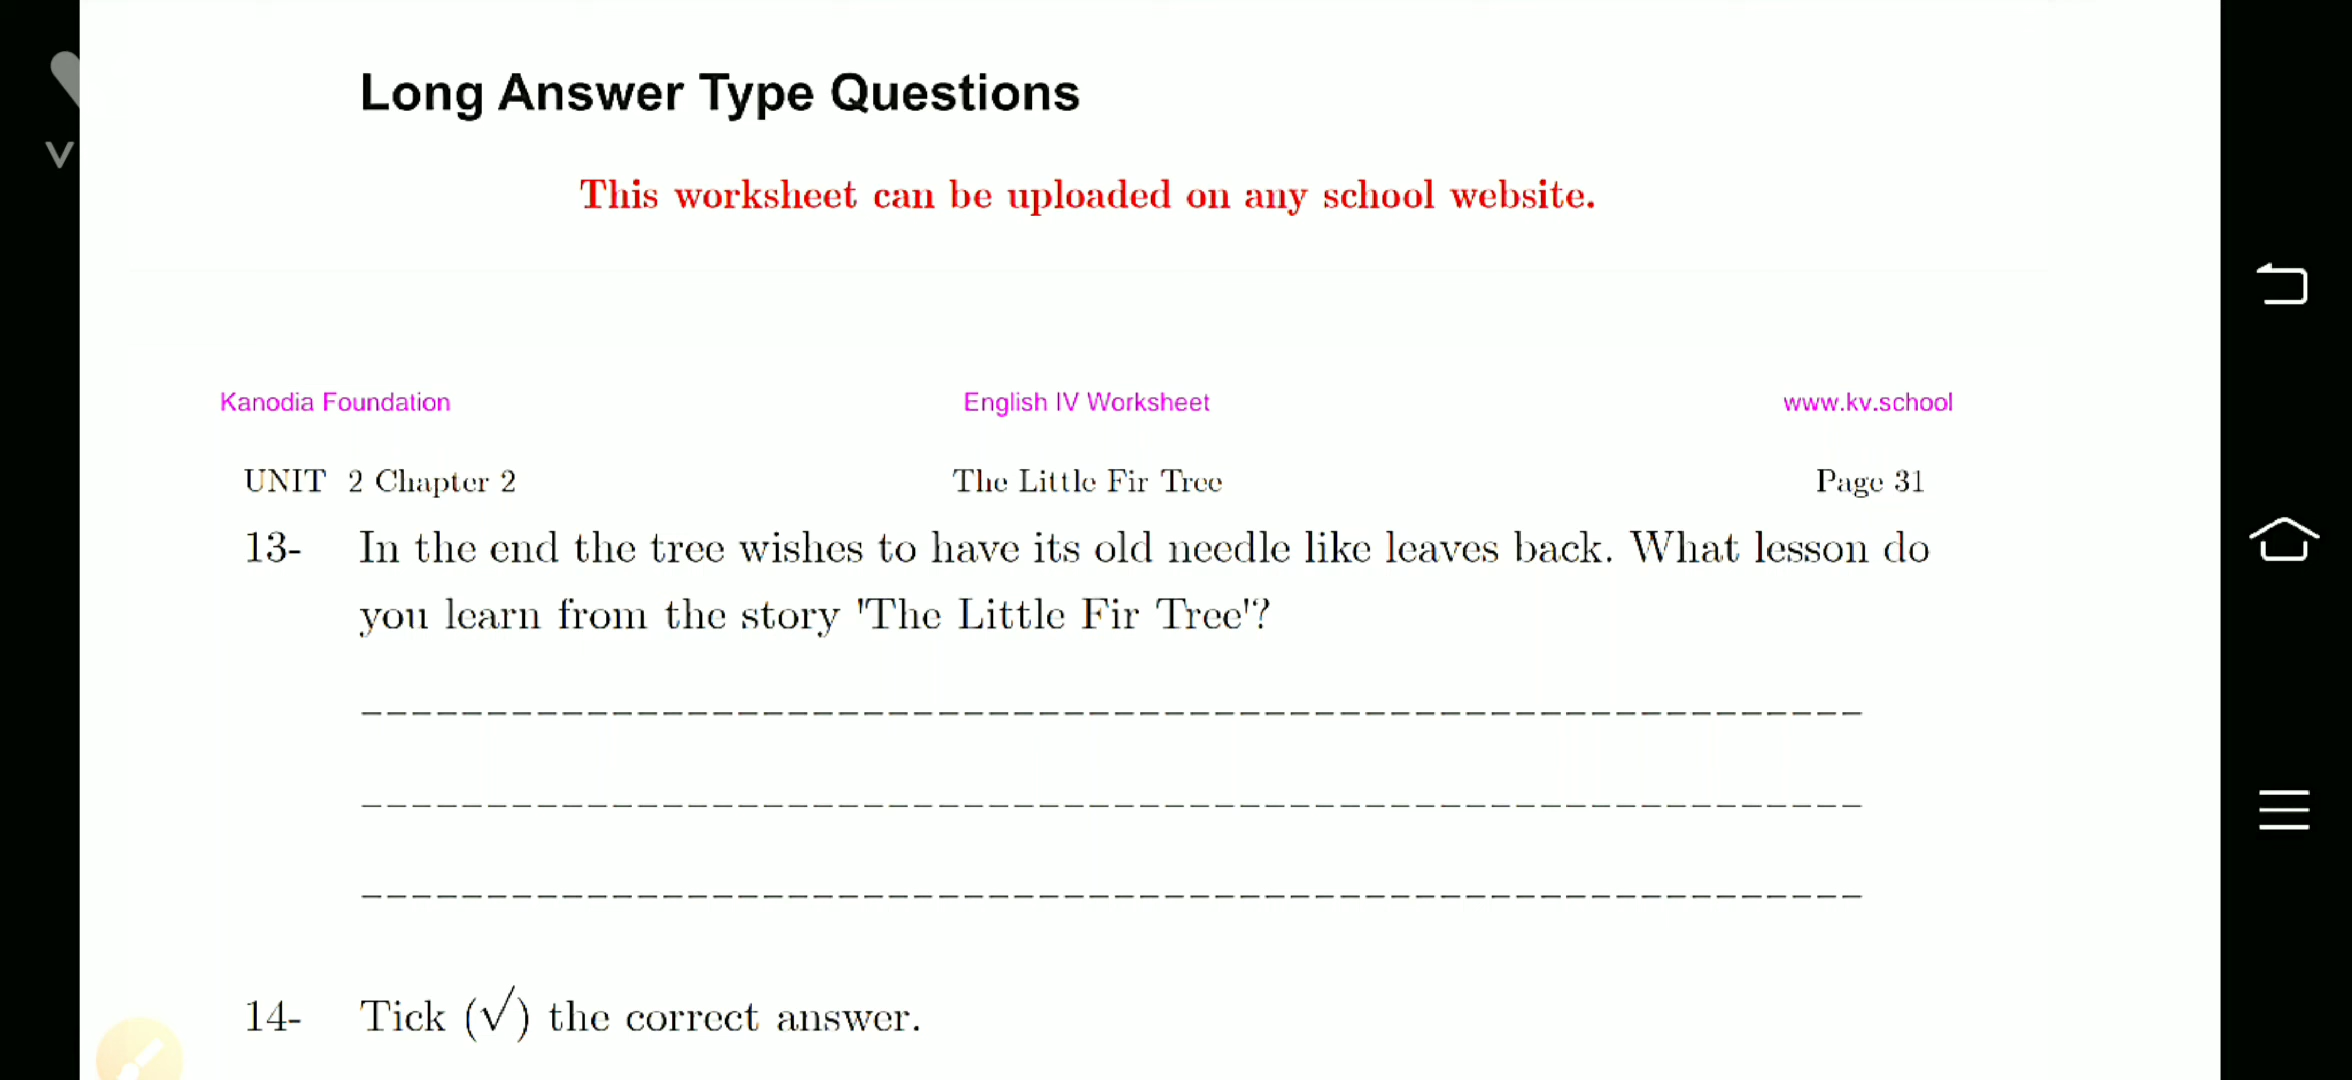 Long Answer Type Questions
This worksheet can be uploaded on any school website.
Kanodia Foundation English IV Worksheet www.kv.school
UNIT 2 Chapter 2 The Little Fir Tree Page 31
13- In the end the tree wishes to have its old needle like leaves back. What lesson do
you learn from the story 'The Little Fir Tree'?
14- Tick (√) the correct answer.